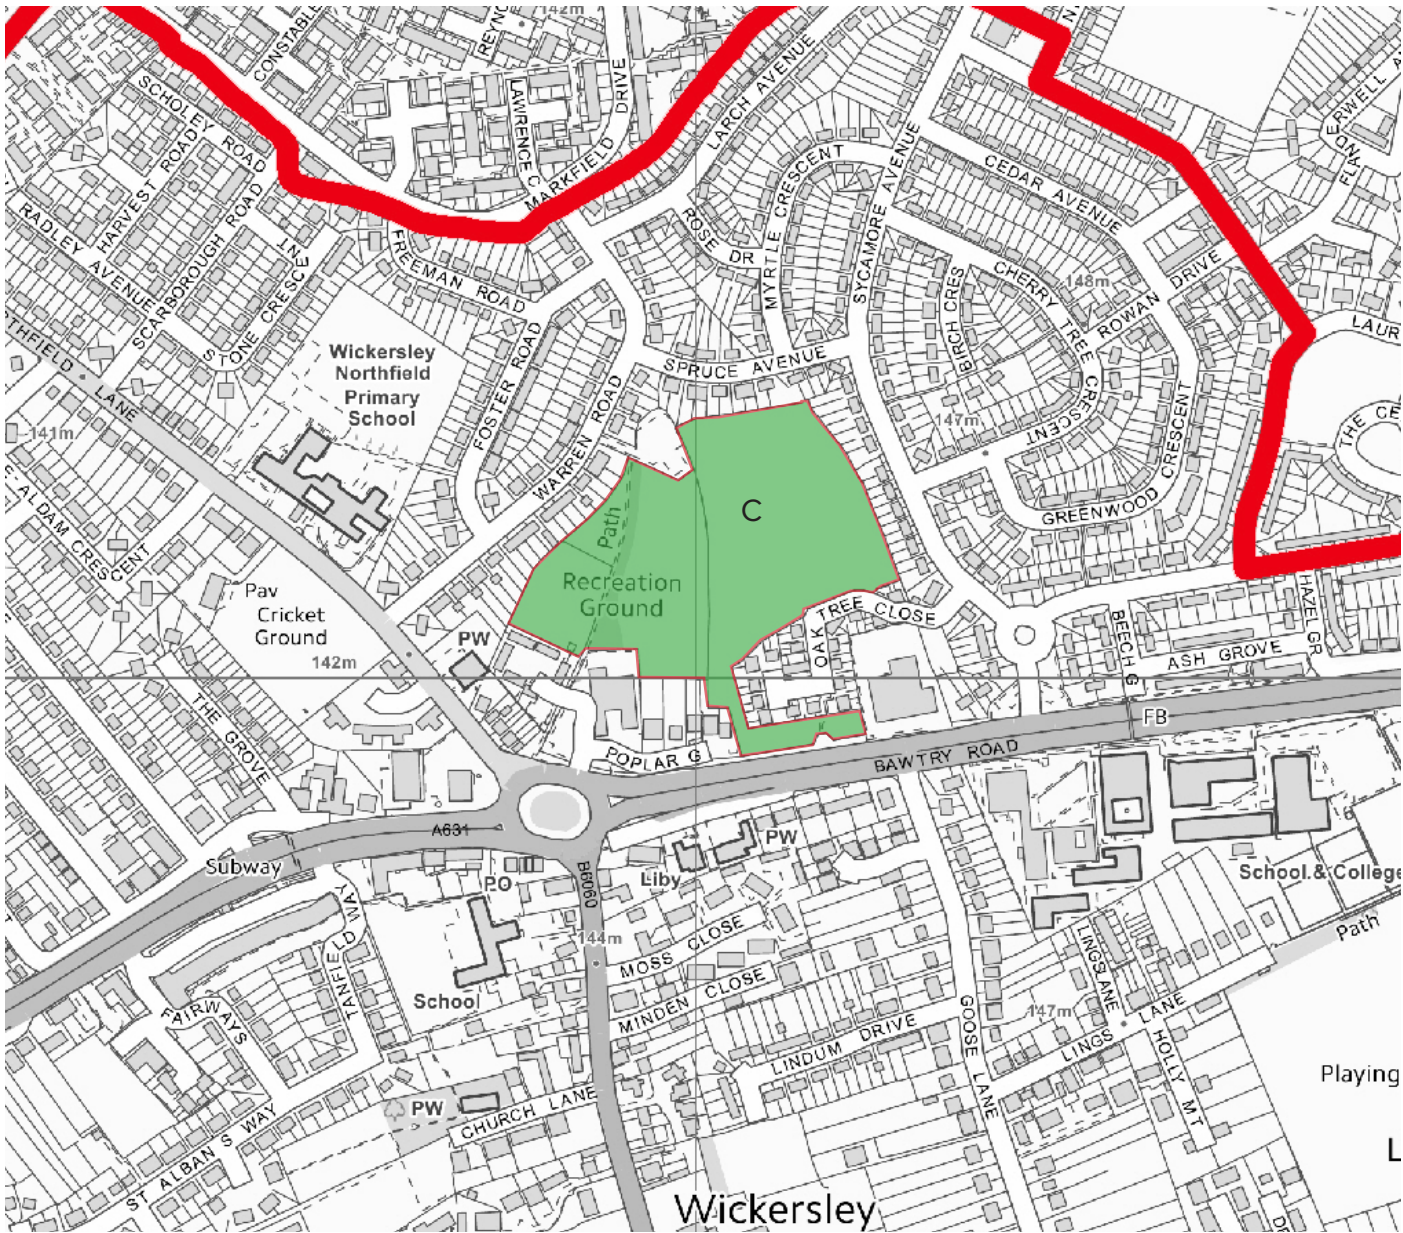 142m
CONSTABLE
REYNO
SCHOLEY ROAD
HARVEST ROAD
RADLEY AVENUE
SCARBOROUGH ROAD
STONE CRESCENT
LAWRENCE C
MARKFIELD DRIVE
LARCH AVENUE
FREEMAN ROAD
ROSE DR
MYRTLE CRESCENT
SYCAMORE AVENUE
CEDAR AVENUE
CHERRY TREE CRESCENT
148m
ROWAN DRIVE
BIRCH CRES
LAUR
THE CE
THFIELD LANE
141m
Wickersley
Northfield
Primary
School
FOSTER ROAD
WARREN ROAD
SPRUCE AVENUE
147m
GREENWOOD CRESCENT
ALDAM CRESCENT
C
Path
Recreation
Ground
Pav
Cricket
Ground
142m
PW
OAK TREE CLOSE
BEECH G
HAZEL GR
ASH GROVE
THE GROVE
POPLAR G
BAWTRY ROAD
FB
A631
Subway
PO
B6060
Liby
PW
School & College
Path
TANFIELD WAY
FAIRWAYS
School
144m
MOSS CLOSE
MINDEN CLOSE
LINDUM DRIVE
GOOSE LANE
LINGS LANE
147m
LINGS LANE
HOLLY MT
Playing
L
PW
CHURCH LANE
ST ALBANS WAY
Wickersley